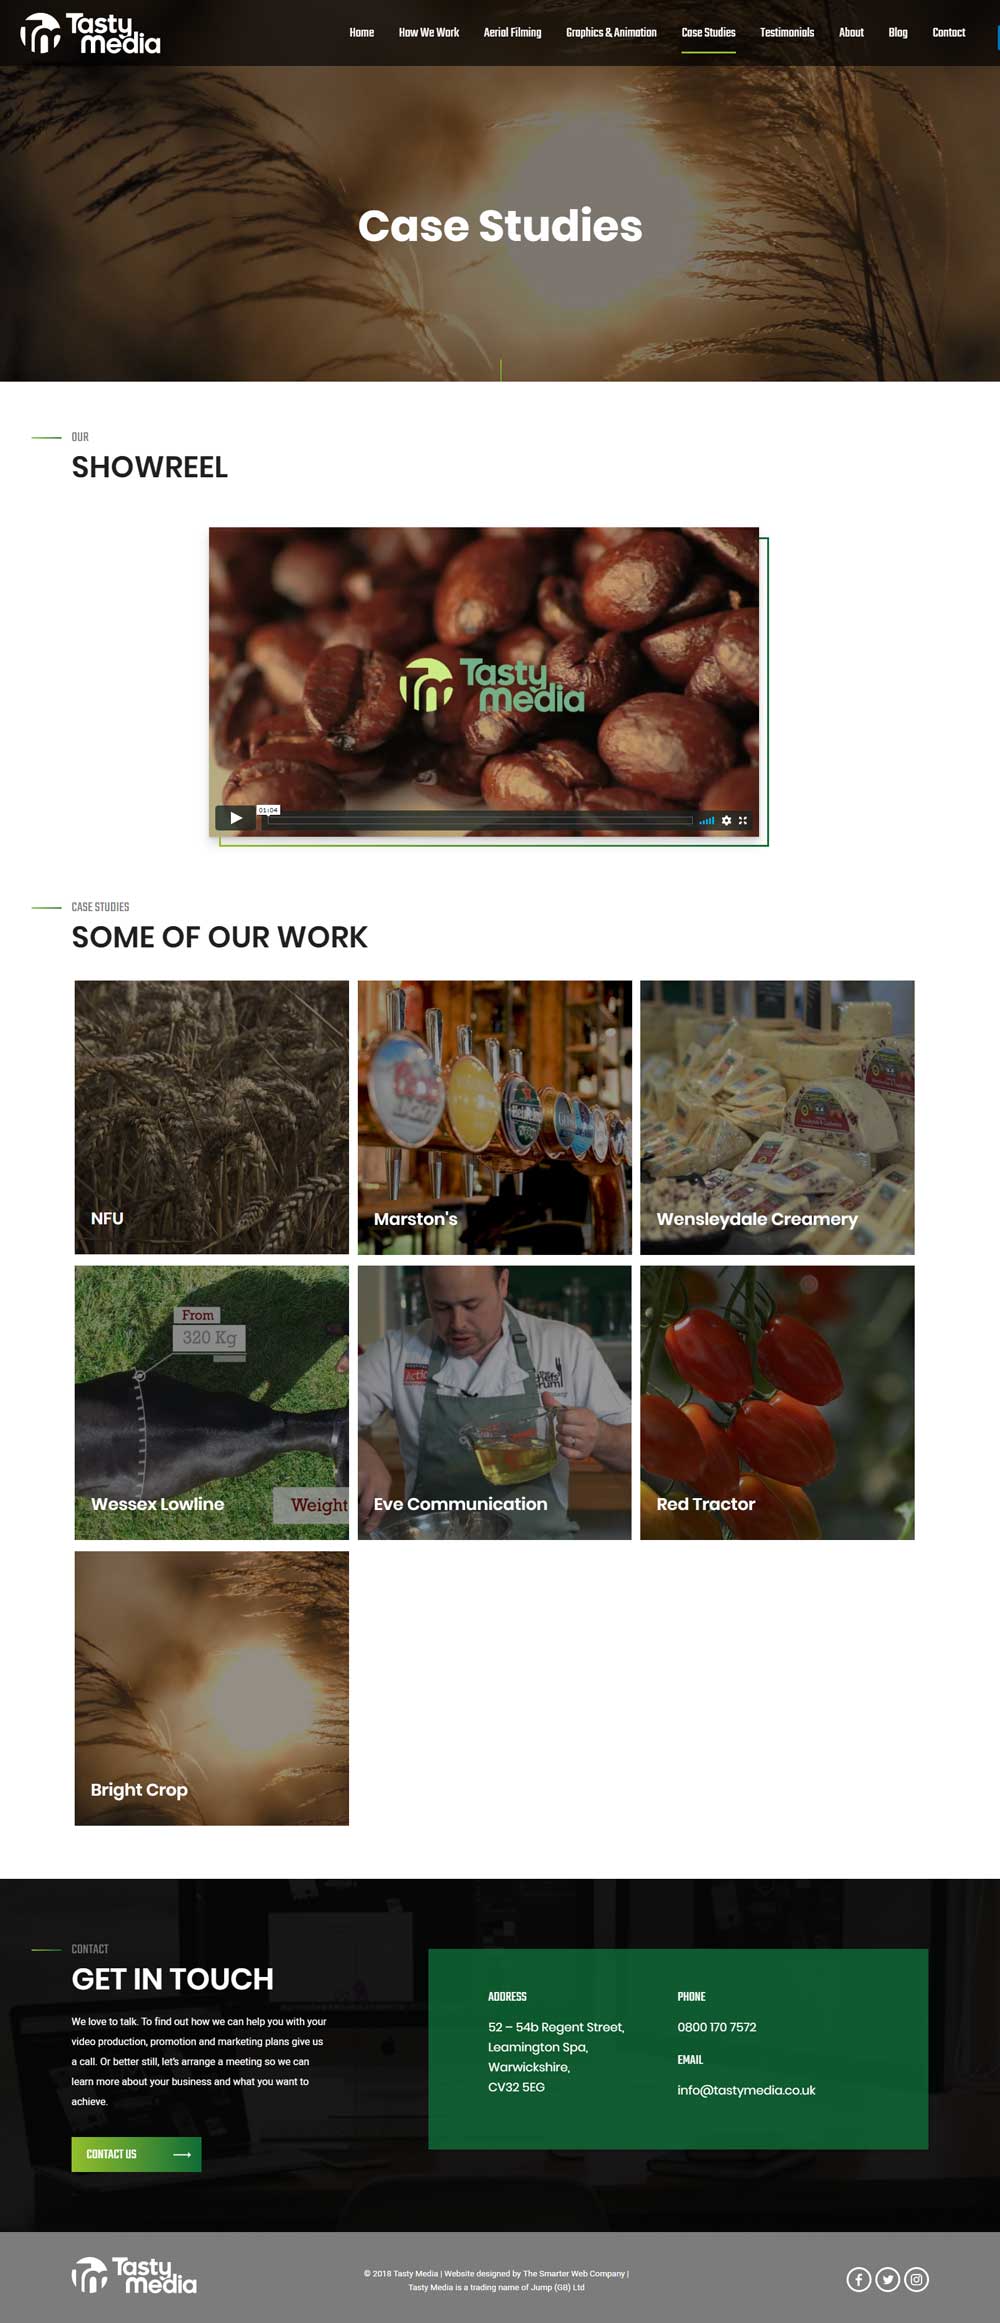 Tasty
media
Home How We Work Aerial Filming Graphics & Animation Case Studies Testimonials About Blog Contact
Case Studies
OUR
SHOWREEL
Tasty
media
01:04
CASE STUDIES
SOME OF OUR WORK
NFU
Marston's
Wensleydale Creamery
From
320 Kg
Weight
Wessex Lowline
Eve Communication
Red Tractor
Bright Crop
CONTACT
GET IN TOUCH
We love to talk. To find out how we can help you with your
video production, promotion and marketing plans give us
a call. Or better still, let's arrange a meeting so we can
learn more about your business and what you want to
achieve.
CONTACT US
ADDRESS
52 – 54b Regent Street,
Leamington Spa,
Warwickshire,
CV32 5EG
PHONE
0800 170 7572
EMAIL
info@tastymedia.co.uk
Tasty
media
© 2018 Tasty Media | Website designed by The Smarter Web Company |
Tasty Media is a trading name of Jump (GB) Ltd